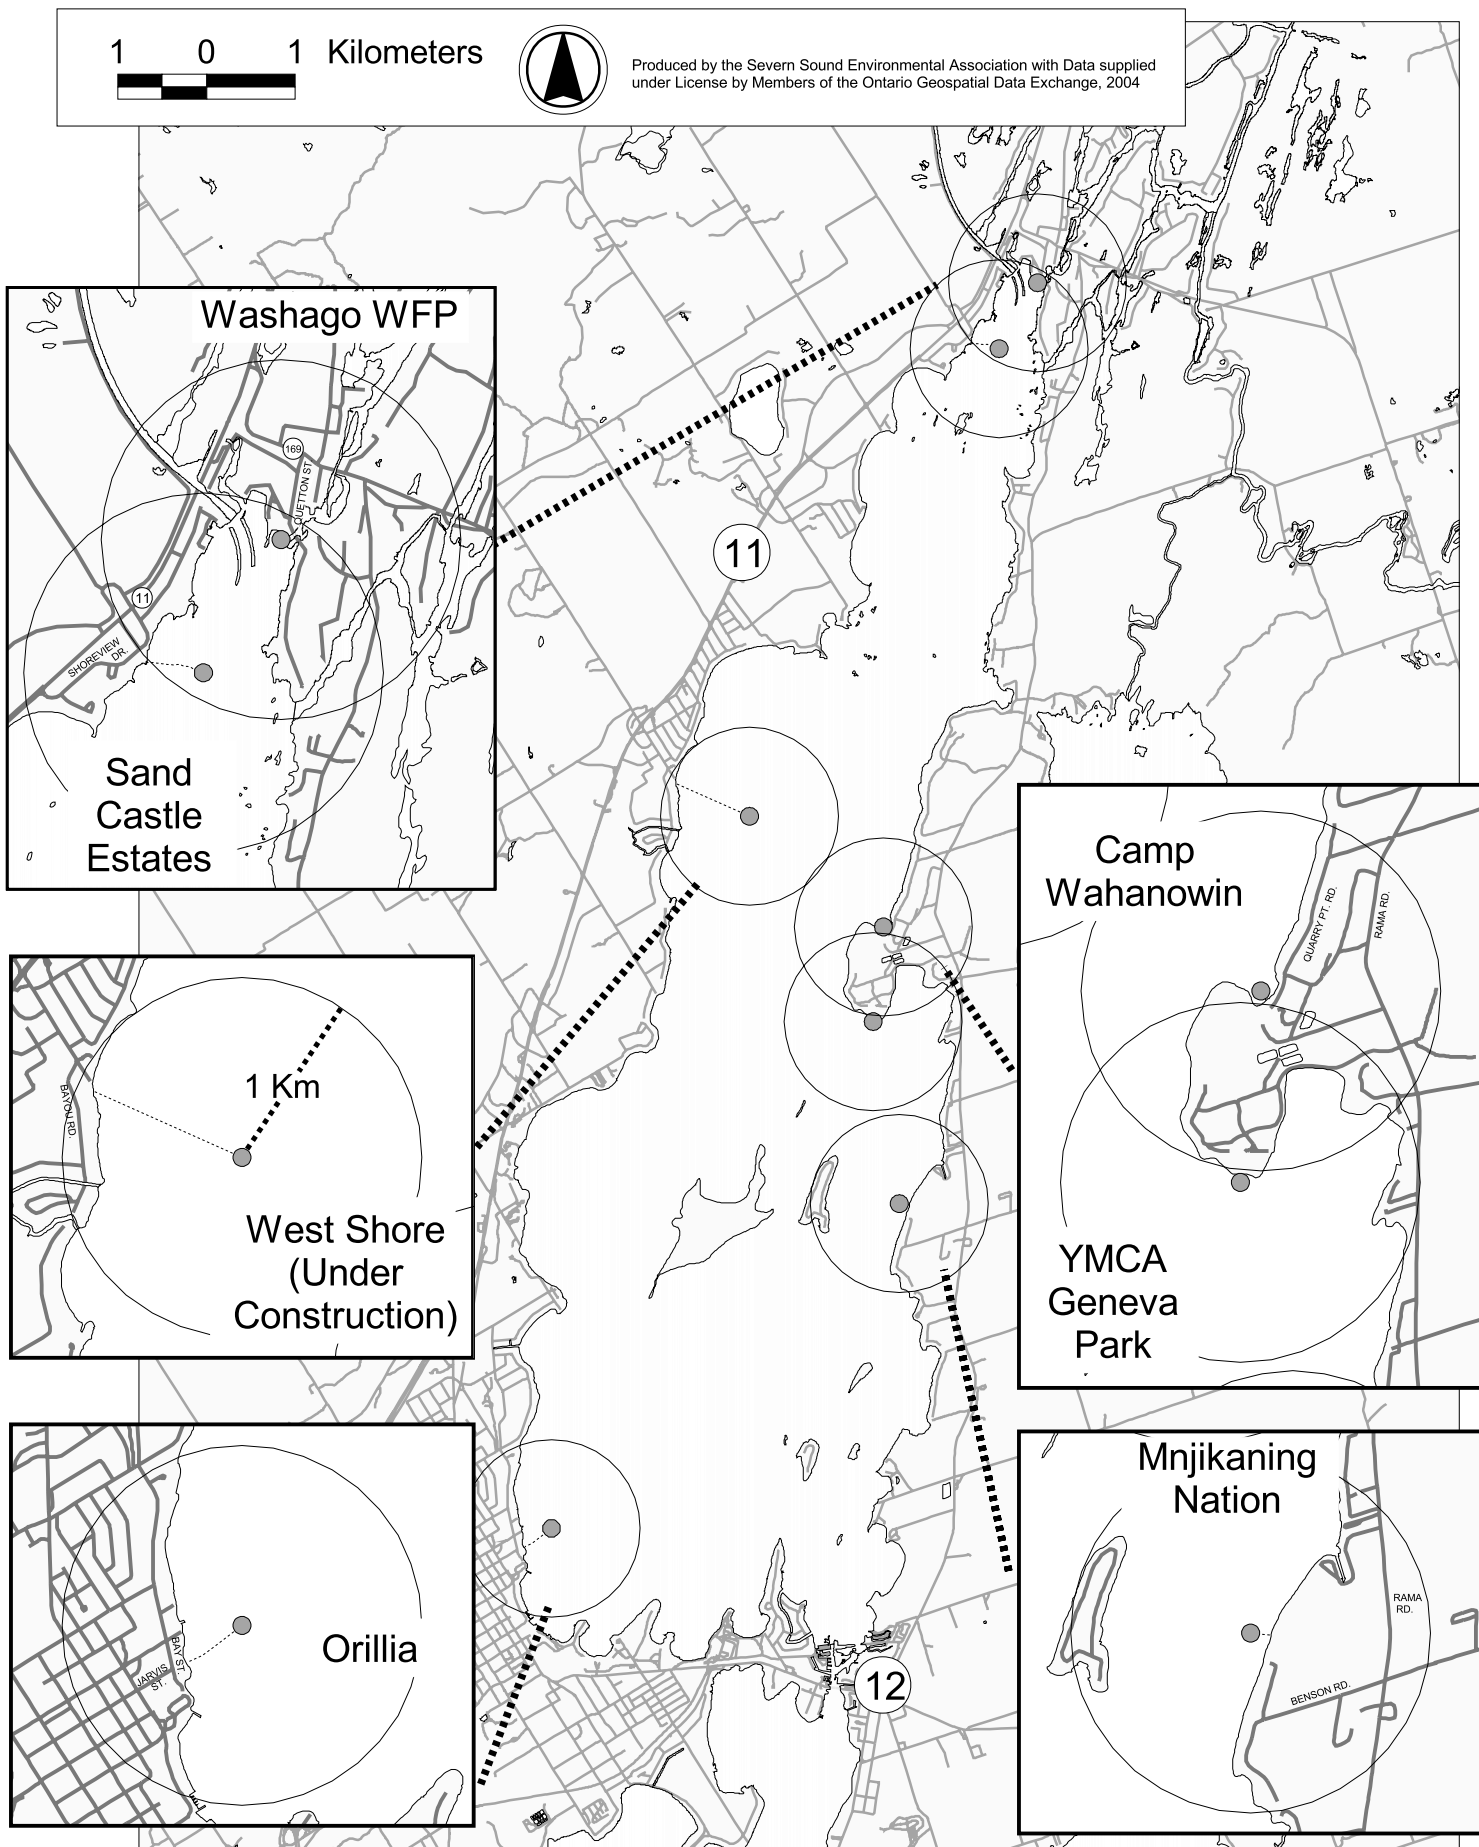 1 0 1 Kilometers
Produced by the Severn Sound Environmental Association with Data supplied
under License by Members of the Ontario Geospatial Data Exchange, 2004
Washago WFP
169
QUETTON ST
11
SHOREVIEW
DR.
Sand
Castle
Estates
11
Camp
Wahanowin
QUARRY PT. RD.
RAMA RD.
YMCA
Geneva
Park
BAYOU RD.
1 Km
West Shore
(Under
Construction)
Orillia
BAY ST.
JARVIS
ST.
Mnjikaning
Nation
RAMA
RD.
BENSON RD.
12